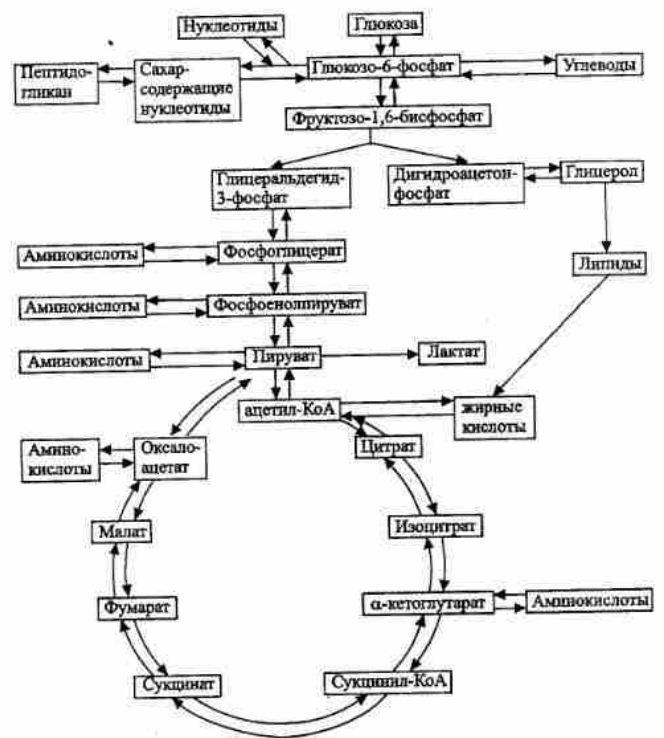 Нуклеотиды
Глюкоза
Пептидо-
гликан
Сахар-
содержащие
нуклеотиды
Глюкозо-6-фосфат
Углеводы
Фруктозо-1,6-бисфосфат
Глицеральдегид-
3-фосфат
Дигидроацетон-
фосфат
Глицерол
Аминокислоты
Фосфоглицерат
Липиды
Аминокислоты
Фосфоенолпируват
Аминокислоты
Пируват
Лактат
ацетил-КоА
жирные
кислоты
Амино-
кислоты
Оксало-
ацетат
Цитрат
Малат
Изоцитрат
Фумарат
α-кетоглутарат
Аминокислоты
Сукцинат
Сукцинил-КоА